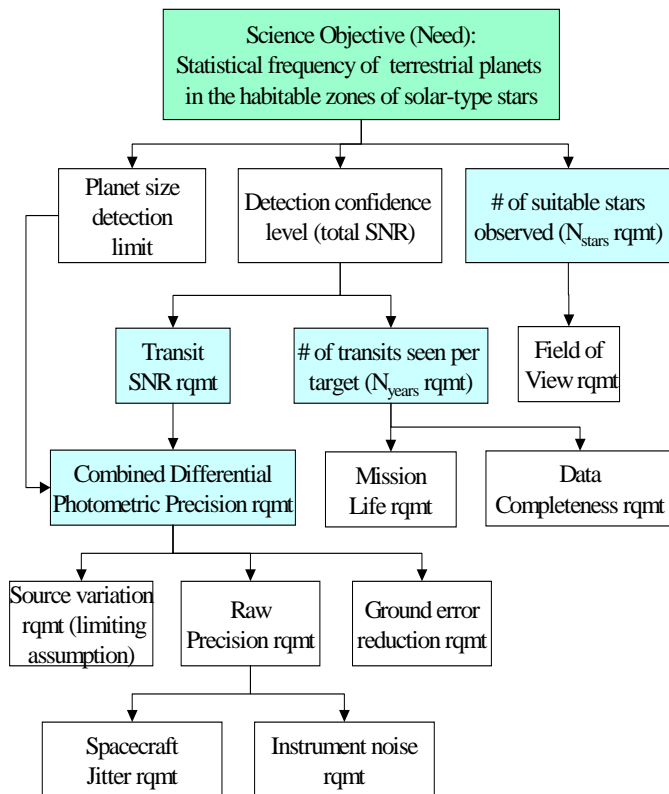 Science Objective (Need):
Statistical frequency of terrestrial planets
in the habitable zones of solar-type stars
Planet size
detection
limit
Detection confidence
level (total SNR)
# of suitable stars
observed (Nstars rqmt)
Transit
SNR rqmt
# of transits seen per
target (Nyears rqmt)
Field of
View rqmt
Combined Differential
Photometric Precision rqmt
Mission
Life rqmt
Data
Completeness rqmt
Source variation
rqmt (limiting
assumption)
Raw
Precision rqmt
Ground error
reduction rqmt
Spacecraft
Jitter rqmt
Instrument noise
rqmt